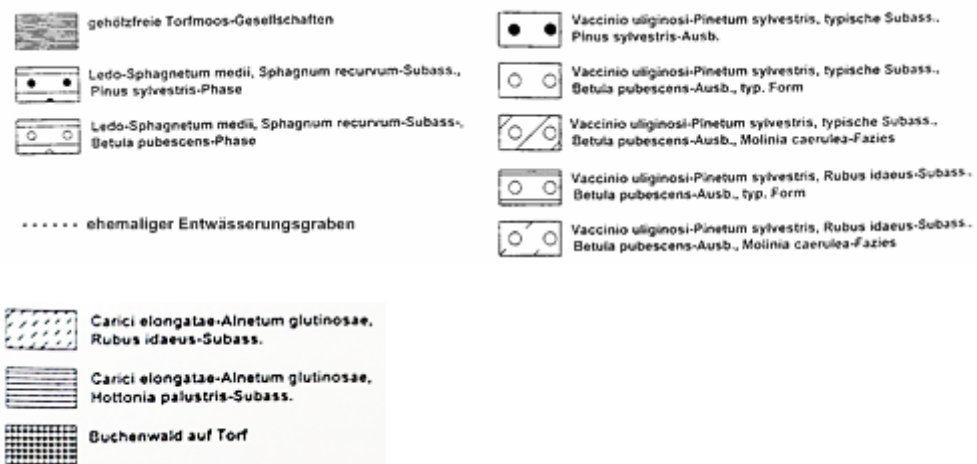 gehölzfreie Torfmoos-Gesellschaften
Ledo-Sphagnetum medii, Sphagnum recurvum-Subass.,
Pinus sylvestris-Phase
Ledo-Sphagnetum medii, Sphagnum recurvum-Subass-,
Betula pubescens-Phase
ehemaliger Entwässerungsgraben
Vaccinio uliginosi-Pinetum sylvestris, typische Subass.,
Pinus sylvestris-Ausb.
Vaccinio uliginosi-Pinetum sylvestris, typische Subass.,
Betula pubescens-Ausb., typ. Form
Vaccinio uliginosi-Pinetum sylvestris, typische Subass.,
Betula pubescens-Ausb., Molinia caerulea-Fazies
Vaccinio uliginosi-Pinetum sylvestris, Rubus idaeus-Subass.,
Betula pubescens-Ausb., typ. Form
Vaccinio uliginosi-Pinetum sylvestris, Rubus idaeus-Subass.,
Betula pubescens-Ausb., Molinia caerulea-Fazies
Carici elongatae-Alnetum glutinosae,
Rubus idaeus-Subass.
Carici elongatae-Alnetum glutinosae,
Hottonia palustris-Subass.
Buchenwald auf Torf